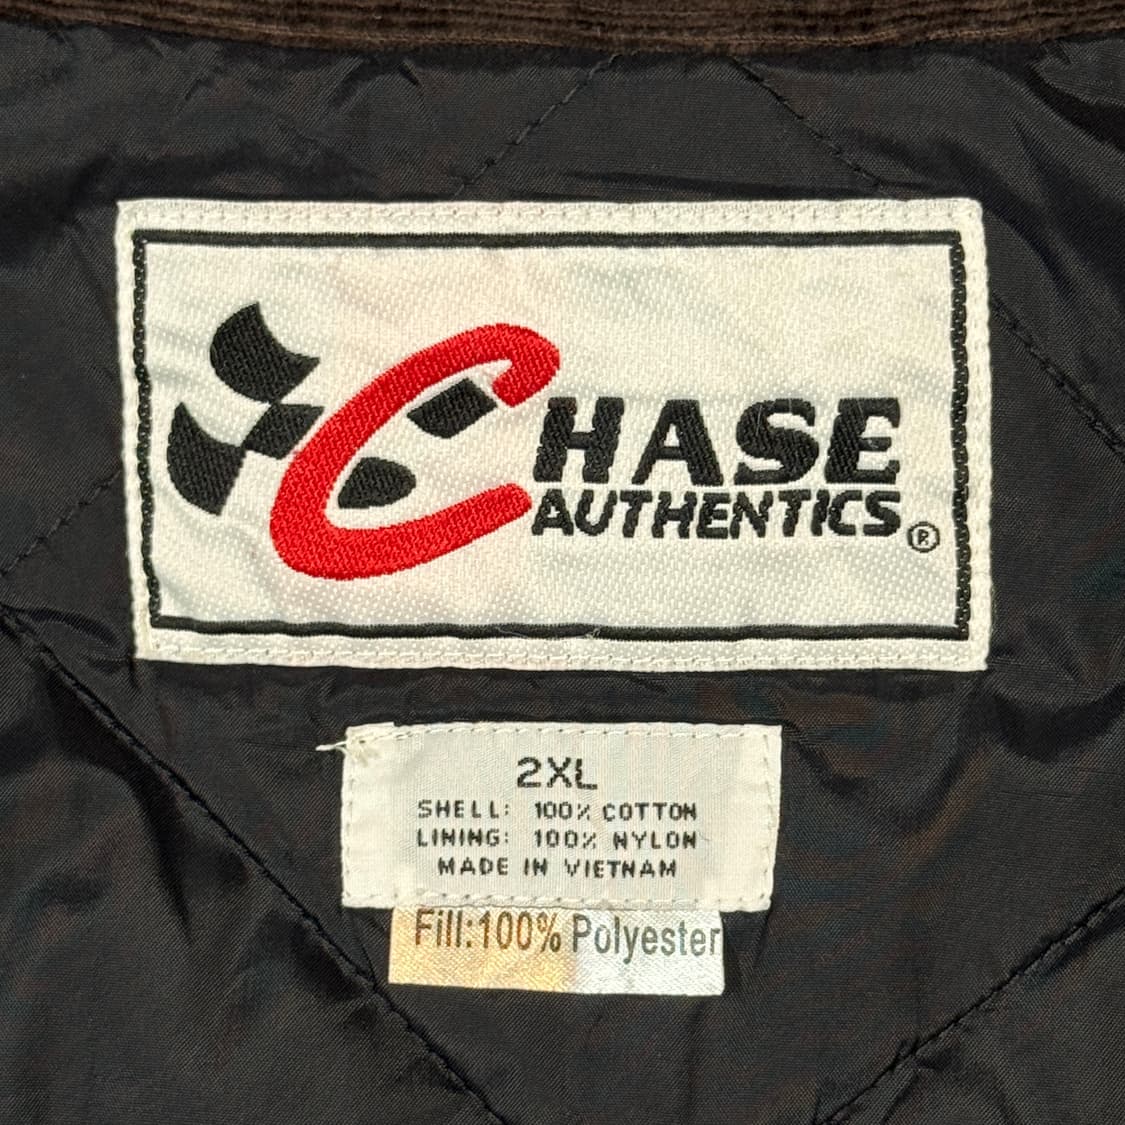 CHASE
AUTHENTICS®
2XL
SHELL: 100% COTTON
LINING: 100% NYLON
MADE IN VIETNAM
Fill:100% Polyester